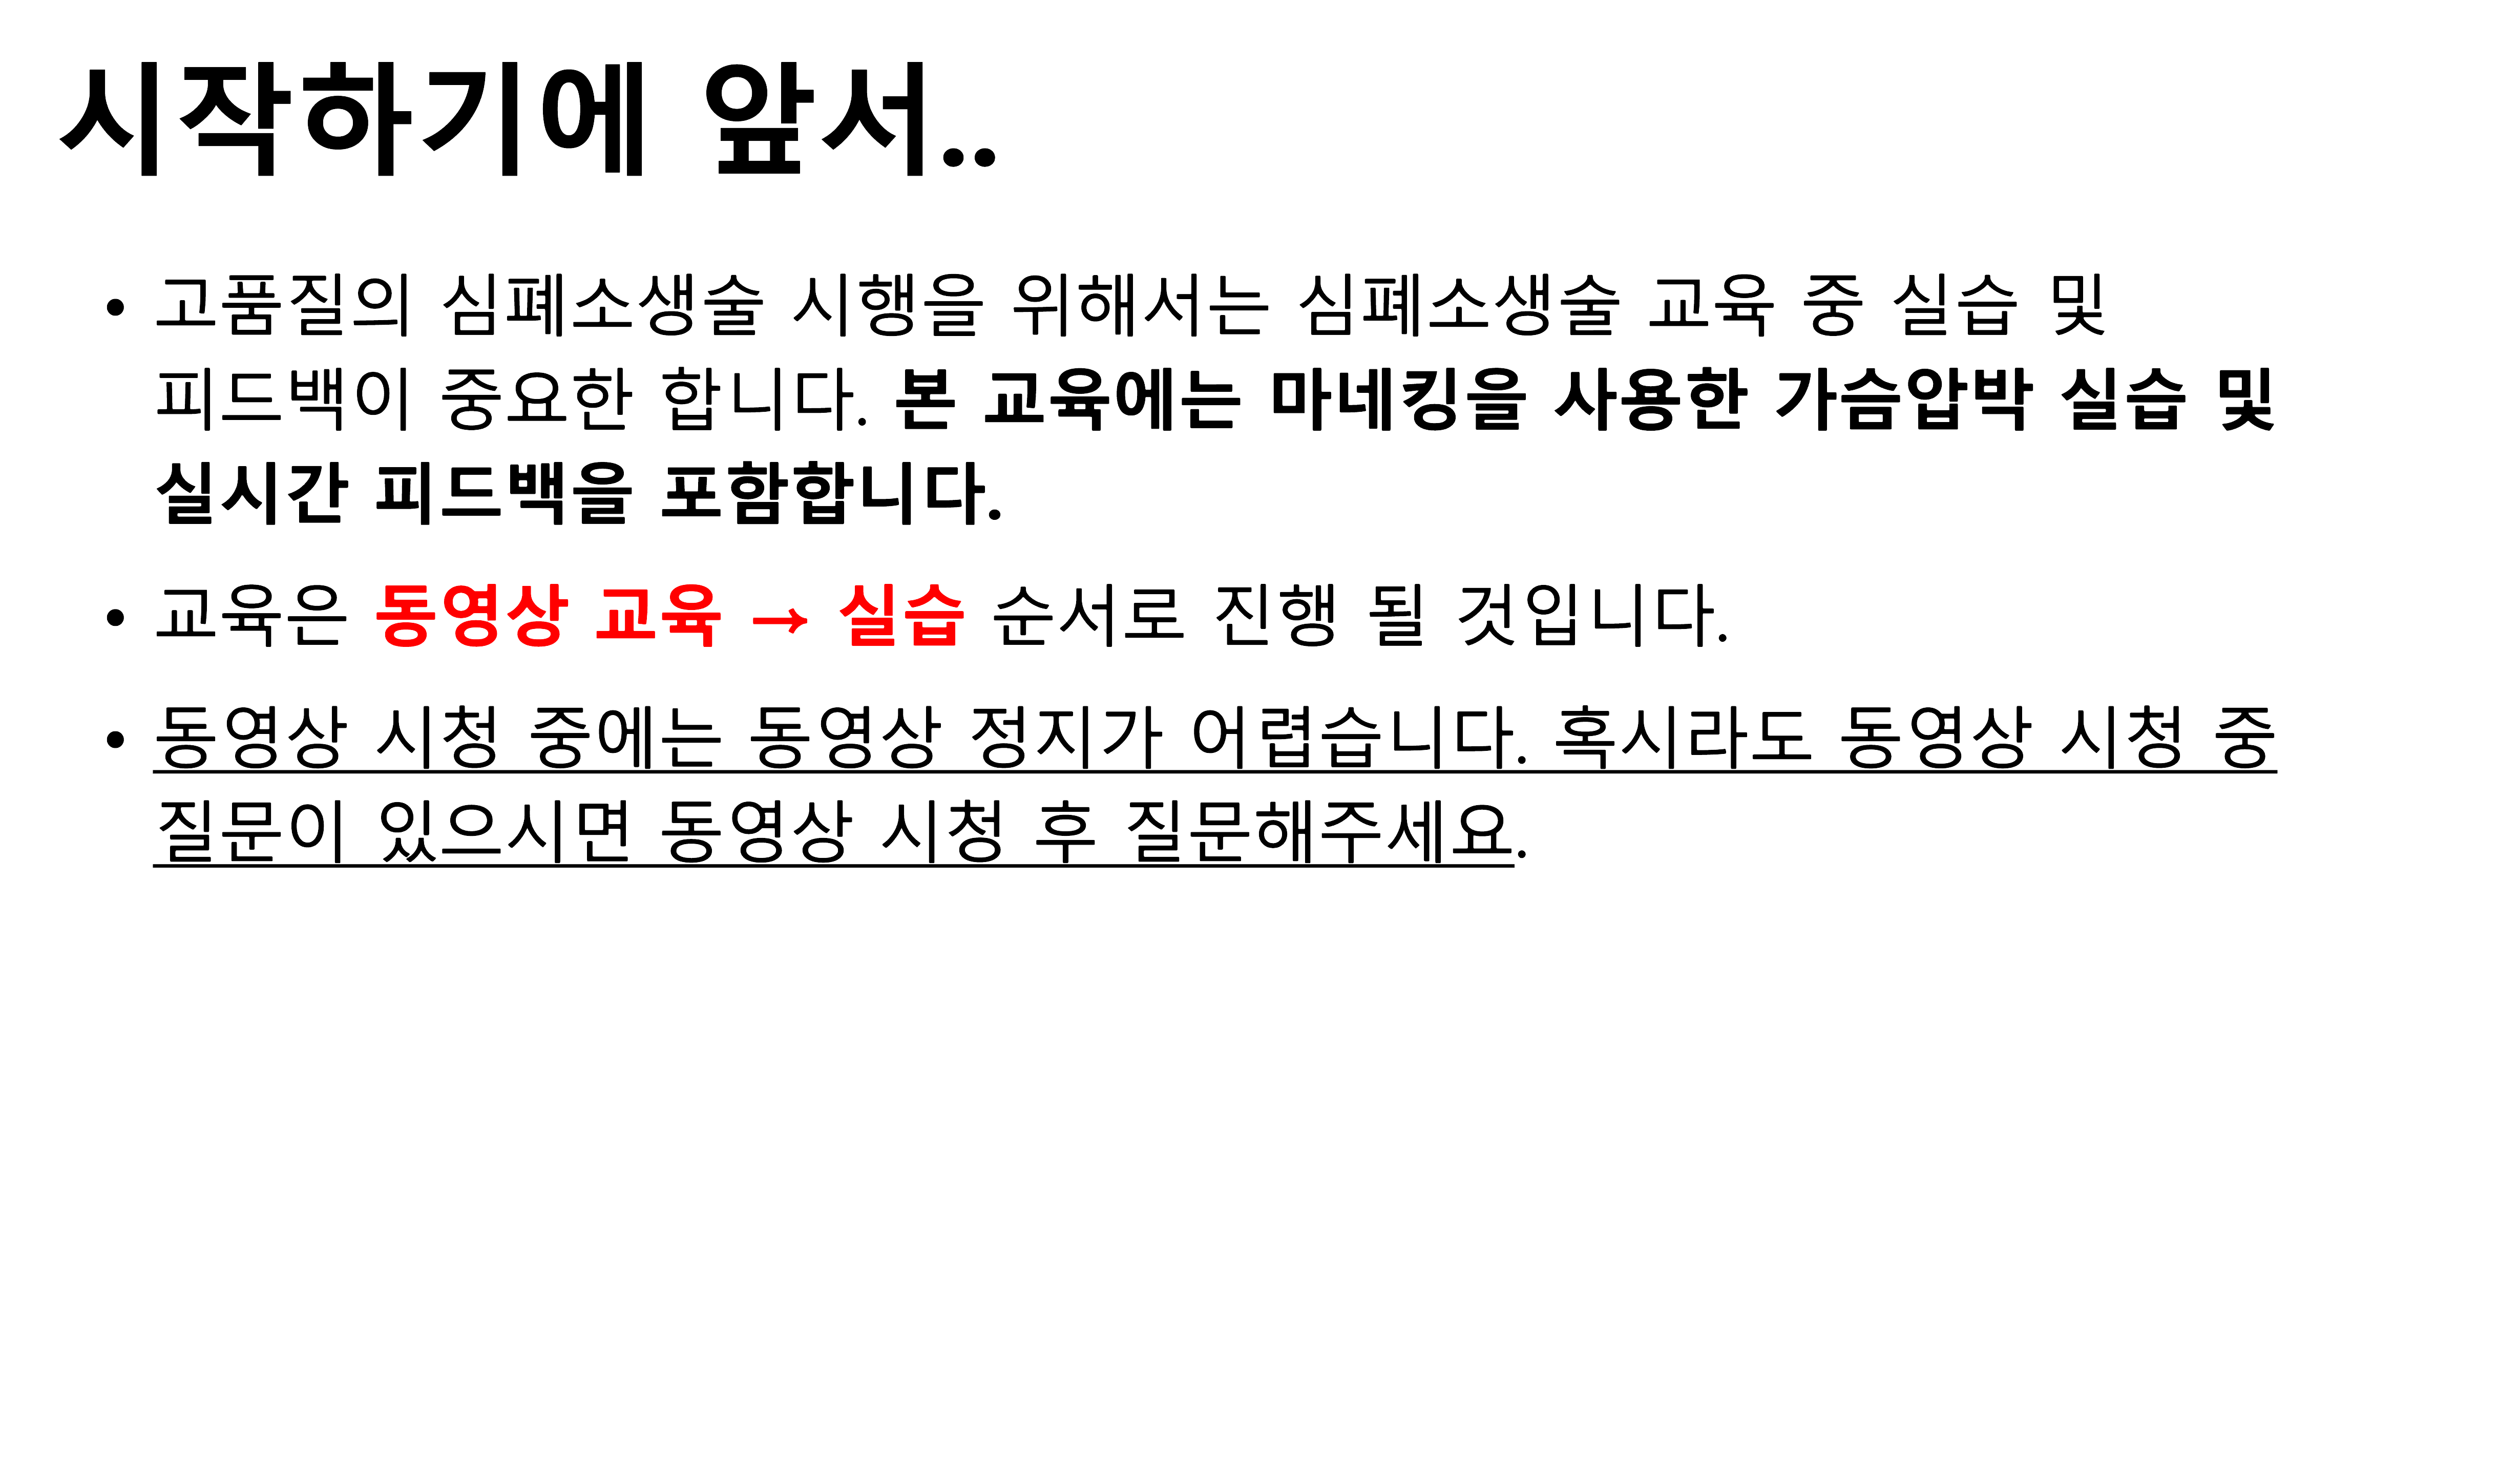 시작하기에 앞서..
• 고품질의 심폐소생술 시행을 위해서는 심폐소생술 교육 중 실습 및
피드백이 중요한 합니다. 본 교육에는 마네킹을 사용한 가슴압박 실습 및
실시간 피드백을 포함합니다.
• 교육은 동영상 교육 → 실습 순서로 진행 될 것입니다.
• 동영상 시청 중에는 동영상 정지가 어렵습니다. 혹시라도 동영상 시청 중
질문이 있으시면 동영상 시청 후 질문해주세요.